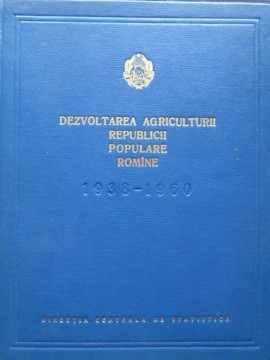 DEZVOLTAREA AGRICULTURII
REPUBLICII
POPULARE
ROMÎNE
1938-1960
DIRECȚIA CENTRALĂ DE STATISTICĂ